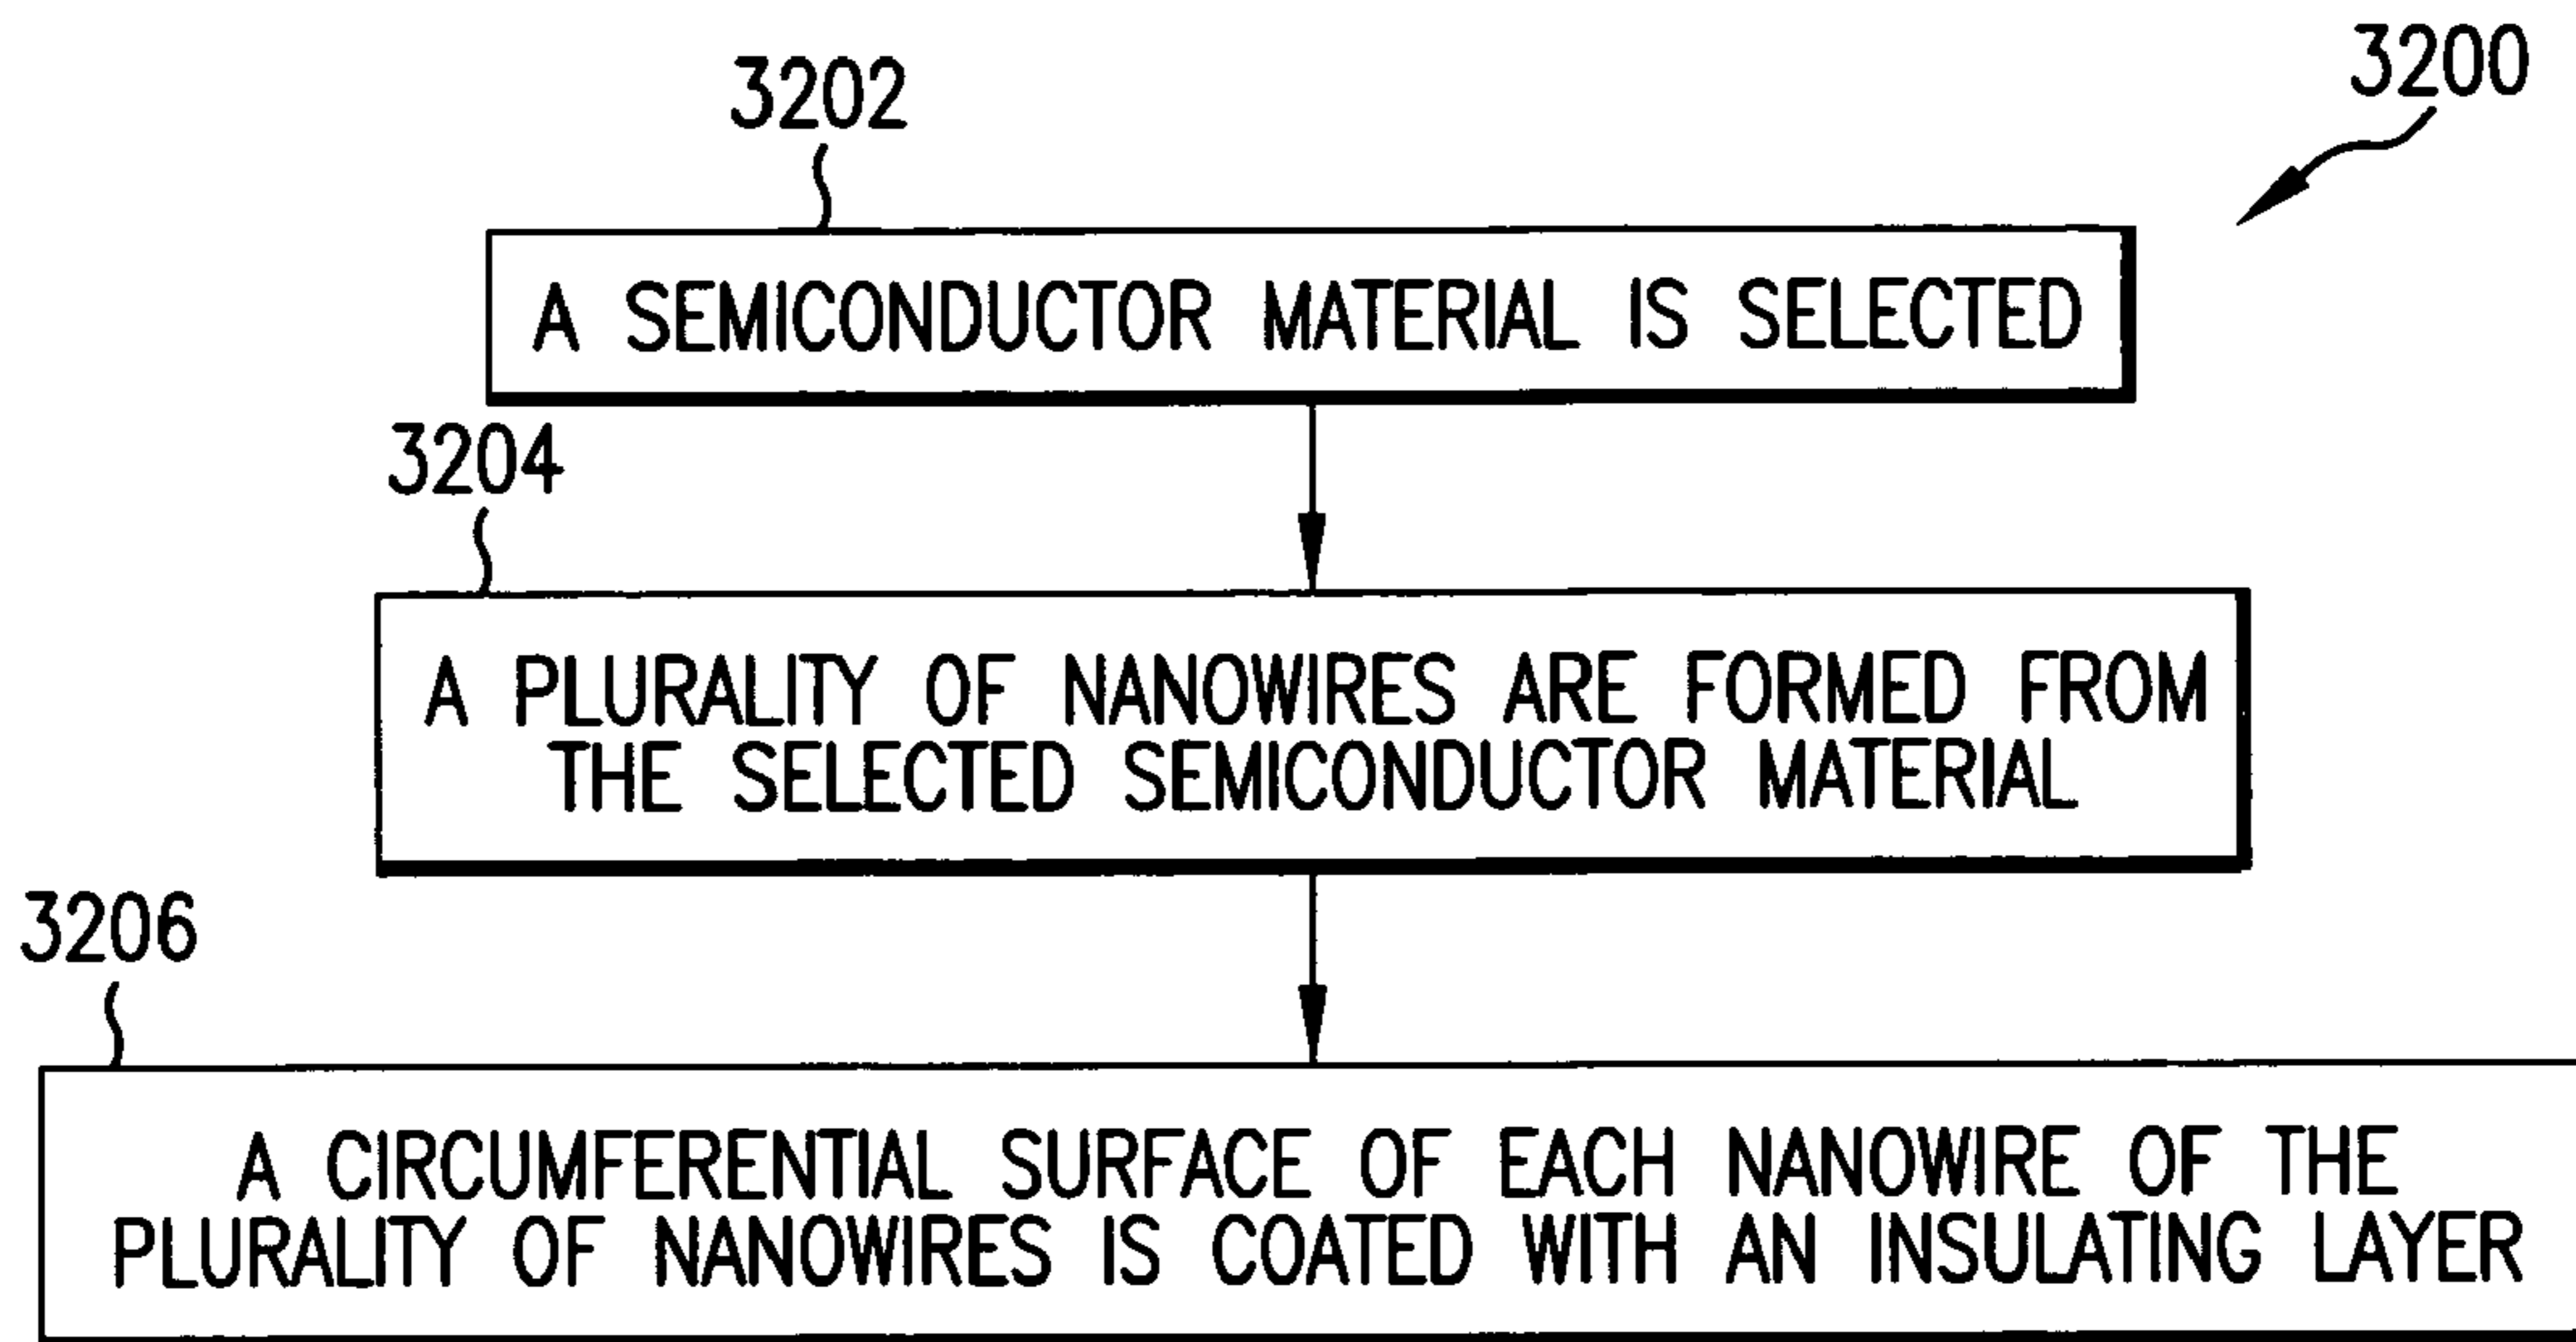 3200
3202
A SEMICONDUCTOR MATERIAL IS SELECTED
3204
A PLURALITY OF NANOWIRES ARE FORMED FROM
THE SELECTED SEMICONDUCTOR MATERIAL
3206
A CIRCUMFERENTIAL SURFACE OF EACH NANOWIRE OF THE
PLURALITY OF NANOWIRES IS COATED WITH AN INSULATING LAYER